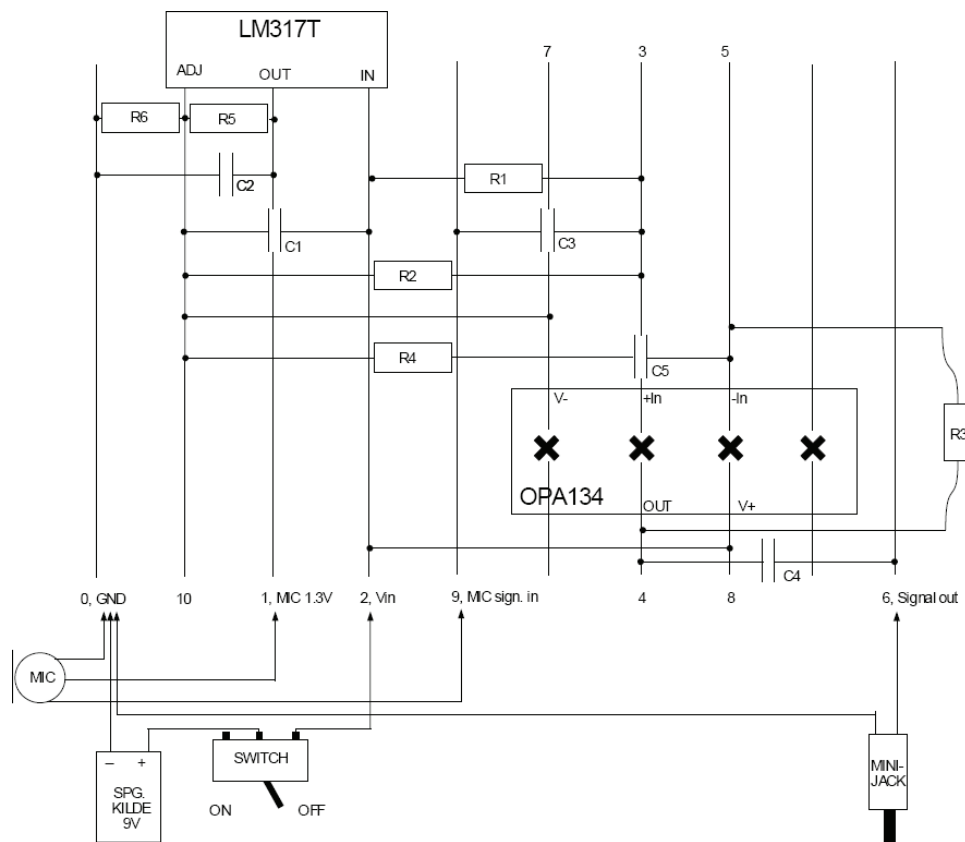 LM317T
ADJ
OUT
IN
7
3
5
R6
R5
C2
R1
C1
C3
R2
R4
C5
R3
V-
+In
-In
OPA134
OUT
V+
C4
0, GND
10
1, MIC 1.3V
2, Vin
9, MIC sign. in
4
8
6, Signal out
MIC
– +
SPG.
KILDE
9V
SWITCH
ON
OFF
MINI-
JACK